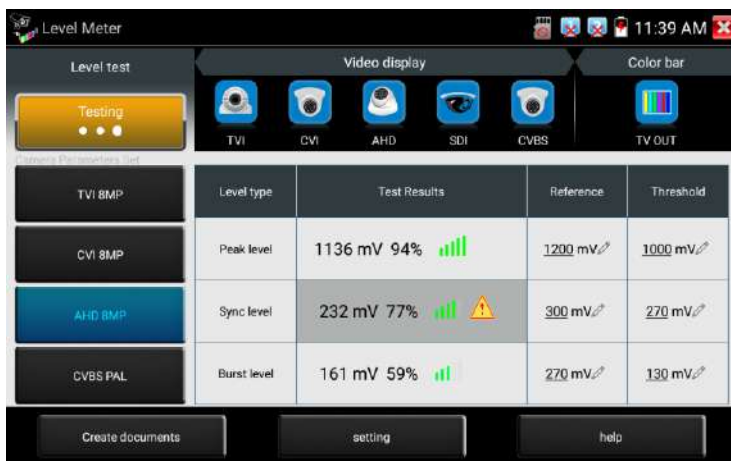 Level Meter
11:39 AM
Level test
Video display
Color bar
Testing
TVI
CVI
AHD
SDI
CVBS
TV OUT
Camera Parameters Set
TVI 8MP
CVI 8MP
AHD 8MP
CVBS PAL
Level type
Test Results
Reference
Threshold
Peak level
1136 mV 94%
1200 mV
1000 mV
Sync level
232 mV 77%
300 mV
270 mV
Burst level
161 mV 59%
270 mV
130 mV
Create documents
setting
help